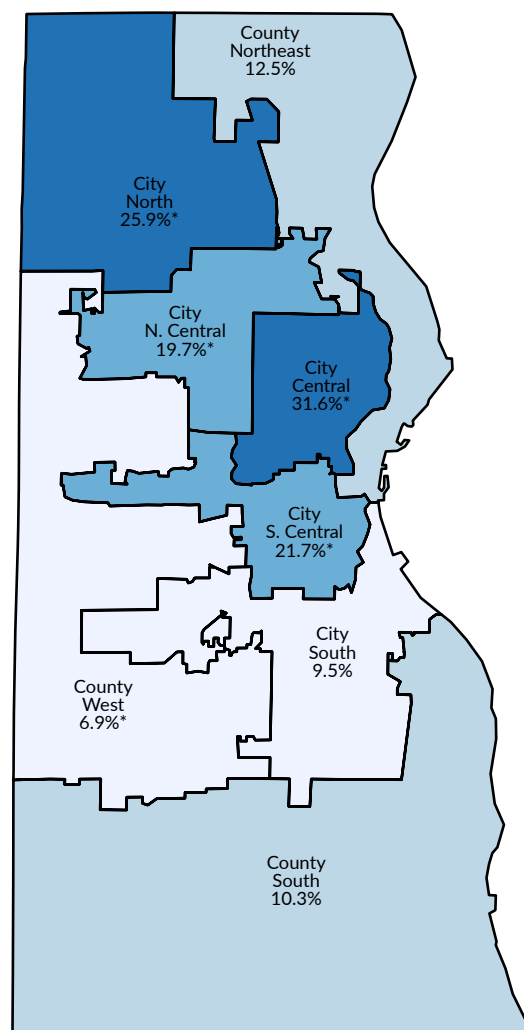 County
Northeast
12.5%
City
North
25.9%*
City
N. Central
19.7%*
City
Central
31.6%*
City
S. Central
21.7%*
City
South
9.5%
County
West
6.9%*
County
South
10.3%